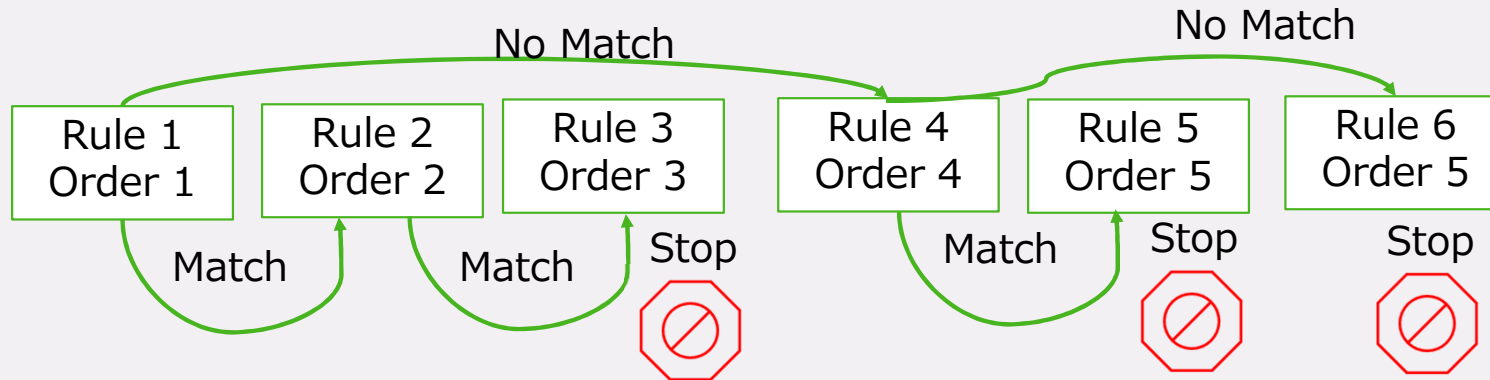 No Match
No Match
Rule 1
Order 1
Rule 2
Order 2
Rule 3
Order 3
Rule 4
Order 4
Rule 5
Order 5
Rule 6
Order 5
Match
Match
Stop
Match
Stop
Stop